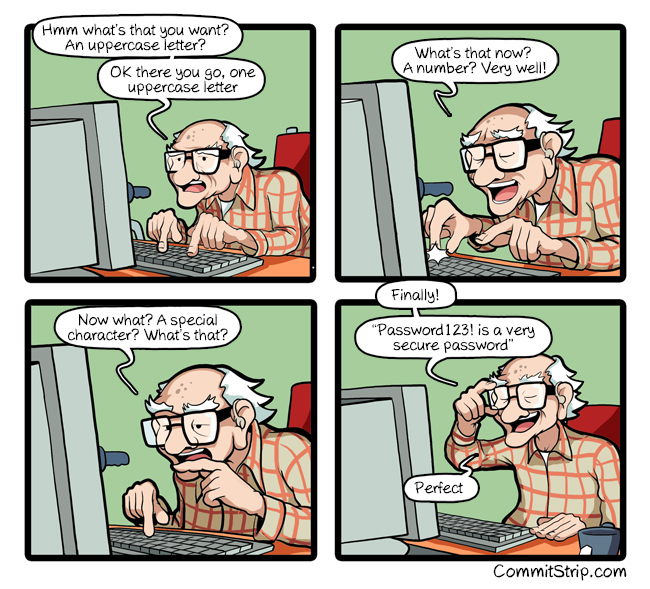 Hmm what's that you want?
An uppercase letter?
OK there you go, one
uppercase letter
What's that now?
A number? Very well!
Now what? A special
character? What's that?
Finally!
"Password123! is a very
secure password"
Perfect
CommitStrip.com